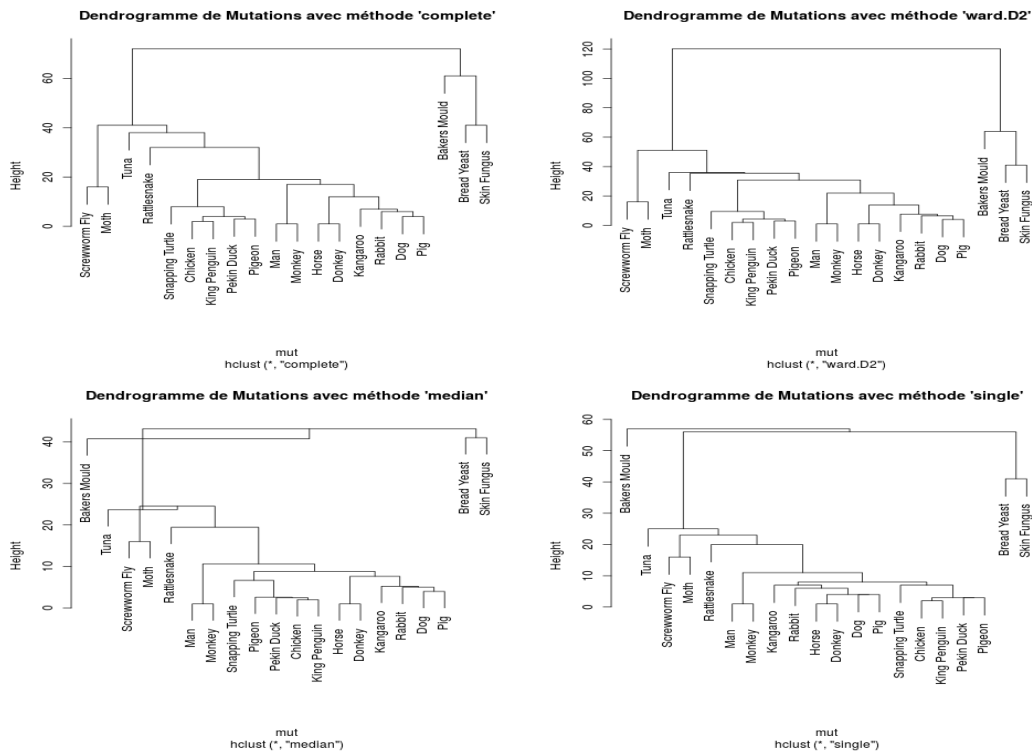 Dendrogramme de Mutations avec méthode 'complete'
Height
0
20
40
60
Screwworm Fly
Moth
Tuna
Rattlesnake
Snapping Turtle
Chicken
King Penguin
Pekin Duck
Pigeon
Man
Monkey
Horse
Donkey
Kangaroo
Rabbit
Dog
Pig
Bakers Mould
Bread Yeast
Skin Fungus
mut
hclust (*, "complete")
Dendrogramme de Mutations avec méthode 'ward.D2'
Height
0
20
40
60
80
100
120
Screwworm Fly
Moth
Tuna
Rattlesnake
Snapping Turtle
Chicken
King Penguin
Pekin Duck
Pigeon
Man
Monkey
Horse
Donkey
Kangaroo
Rabbit
Dog
Pig
Bakers Mould
Bread Yeast
Skin Fungus
mut
hclust (*, "ward.D2")
Dendrogramme de Mutations avec méthode 'median'
Height
0
10
20
30
40
Bakers Mould
Tuna
Screwworm Fly
Moth
Rattlesnake
Man
Monkey
Snapping Turtle
Pigeon
Pekin Duck
Chicken
King Penguin
Horse
Donkey
Kangaroo
Rabbit
Dog
Pig
Bread Yeast
Skin Fungus
mut
hclust (*, "median")
Dendrogramme de Mutations avec méthode 'single'
Height
0
10
20
30
40
50
60
Bakers Mould
Tuna
Screwworm Fly
Moth
Rattlesnake
Man
Monkey
Kangaroo
Rabbit
Horse
Donkey
Dog
Pig
Snapping Turtle
Chicken
King Penguin
Pekin Duck
Pigeon
Bread Yeast
Skin Fungus
mut
hclust (*, "single")